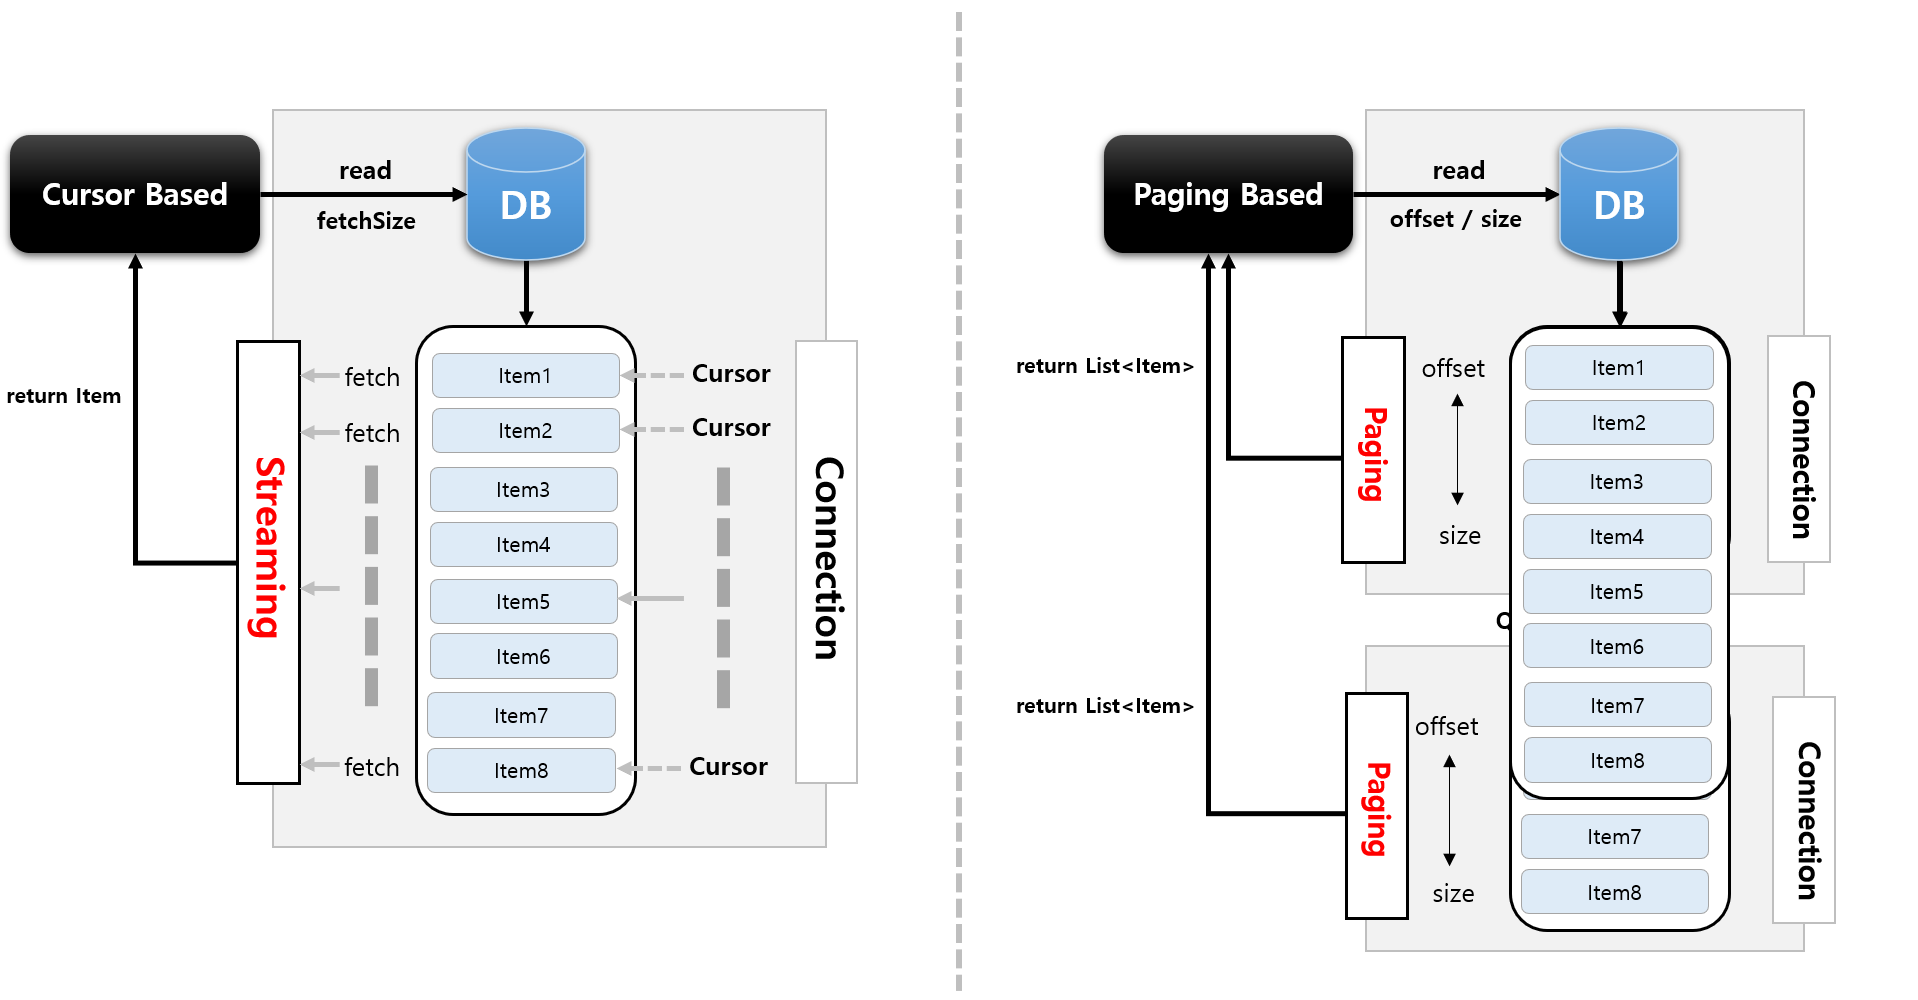 Cursor Based
read
fetchSize
DB
return Item
Streaming
fetch
fetch
fetch
Item1
Item2
Item3
Item4
Item5
Item6
Item7
Item8
Cursor
Cursor
Cursor
Connection
Paging Based
read
offset / size
DB
return List<Item>
Paging
offset
size
Item1
Item2
Item3
Item4
Item5
Item6
Item7
Item8
Connection
return List<Item>
Paging
offset
size
Item7
Item8
Connection